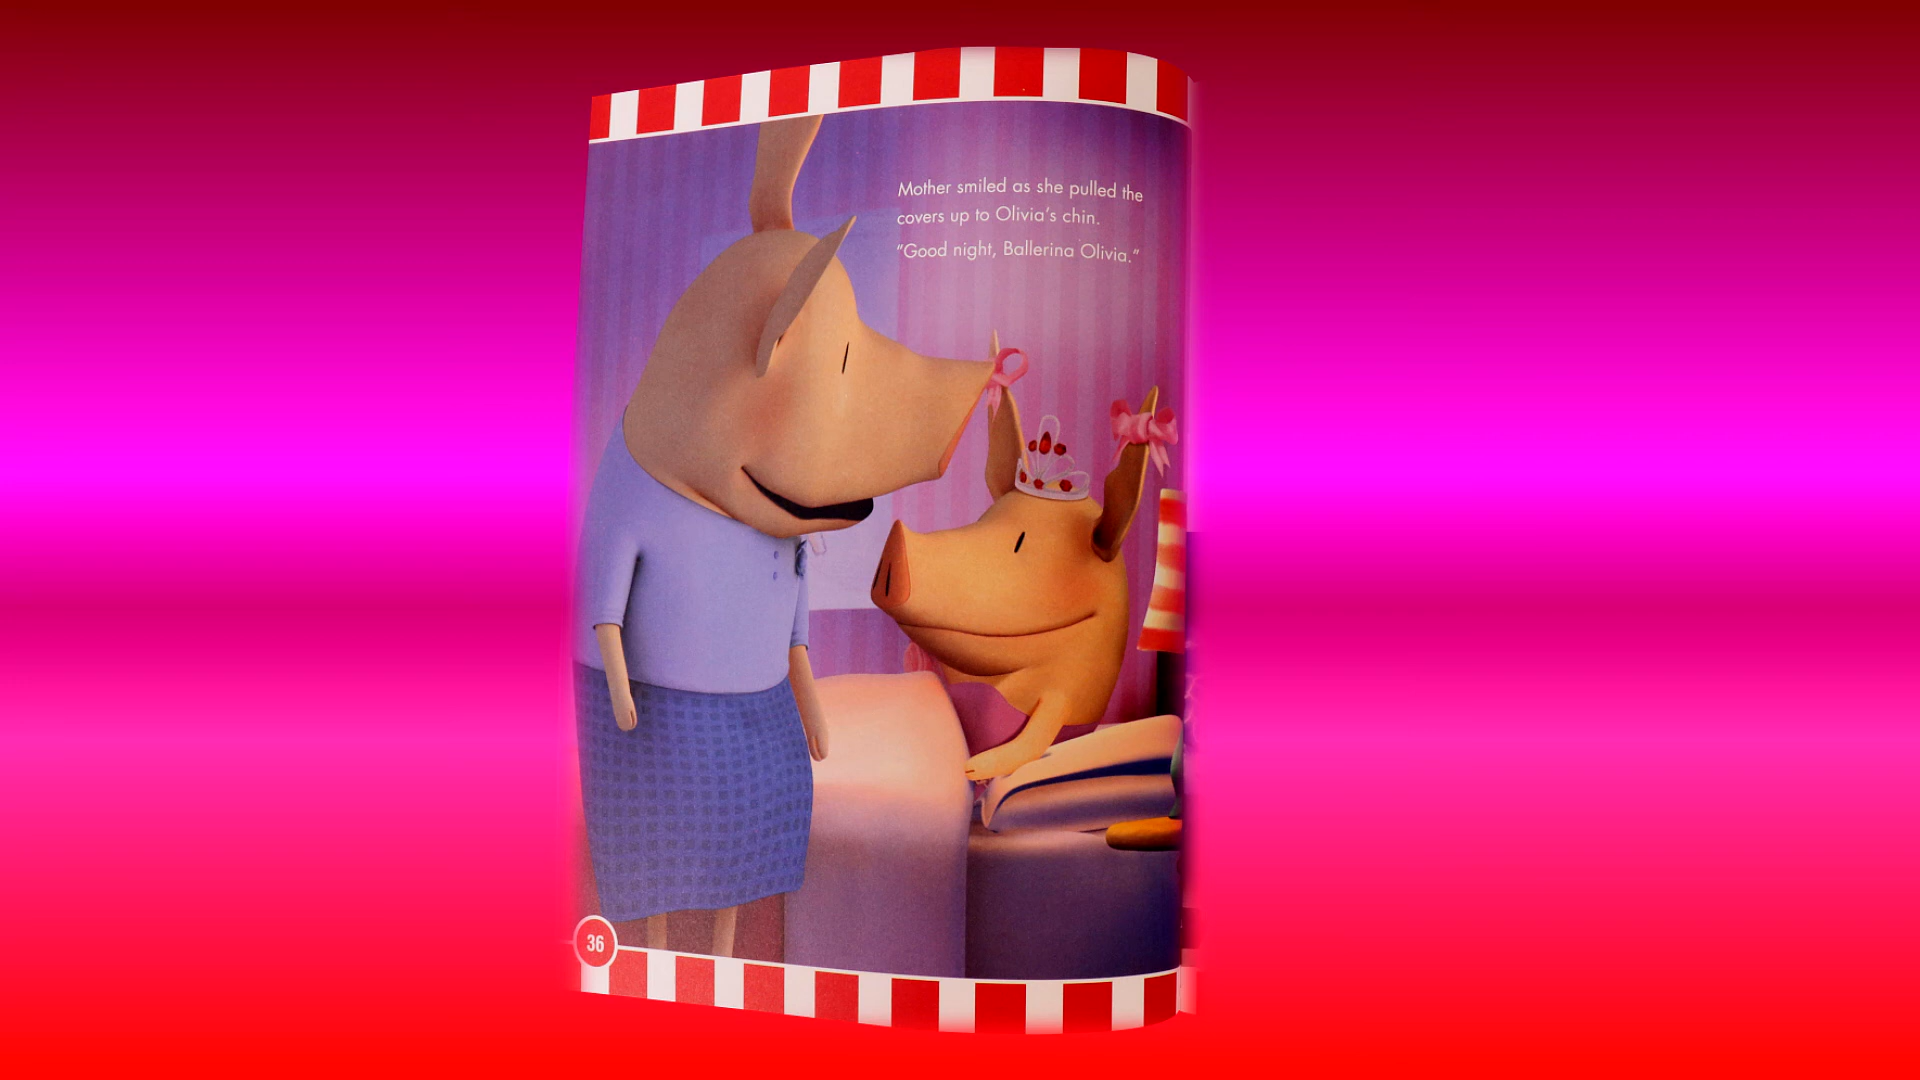 Mother smiled as she pulled the
covers up to Olivia's chin.
"Good night, Ballerina Olivia."
36